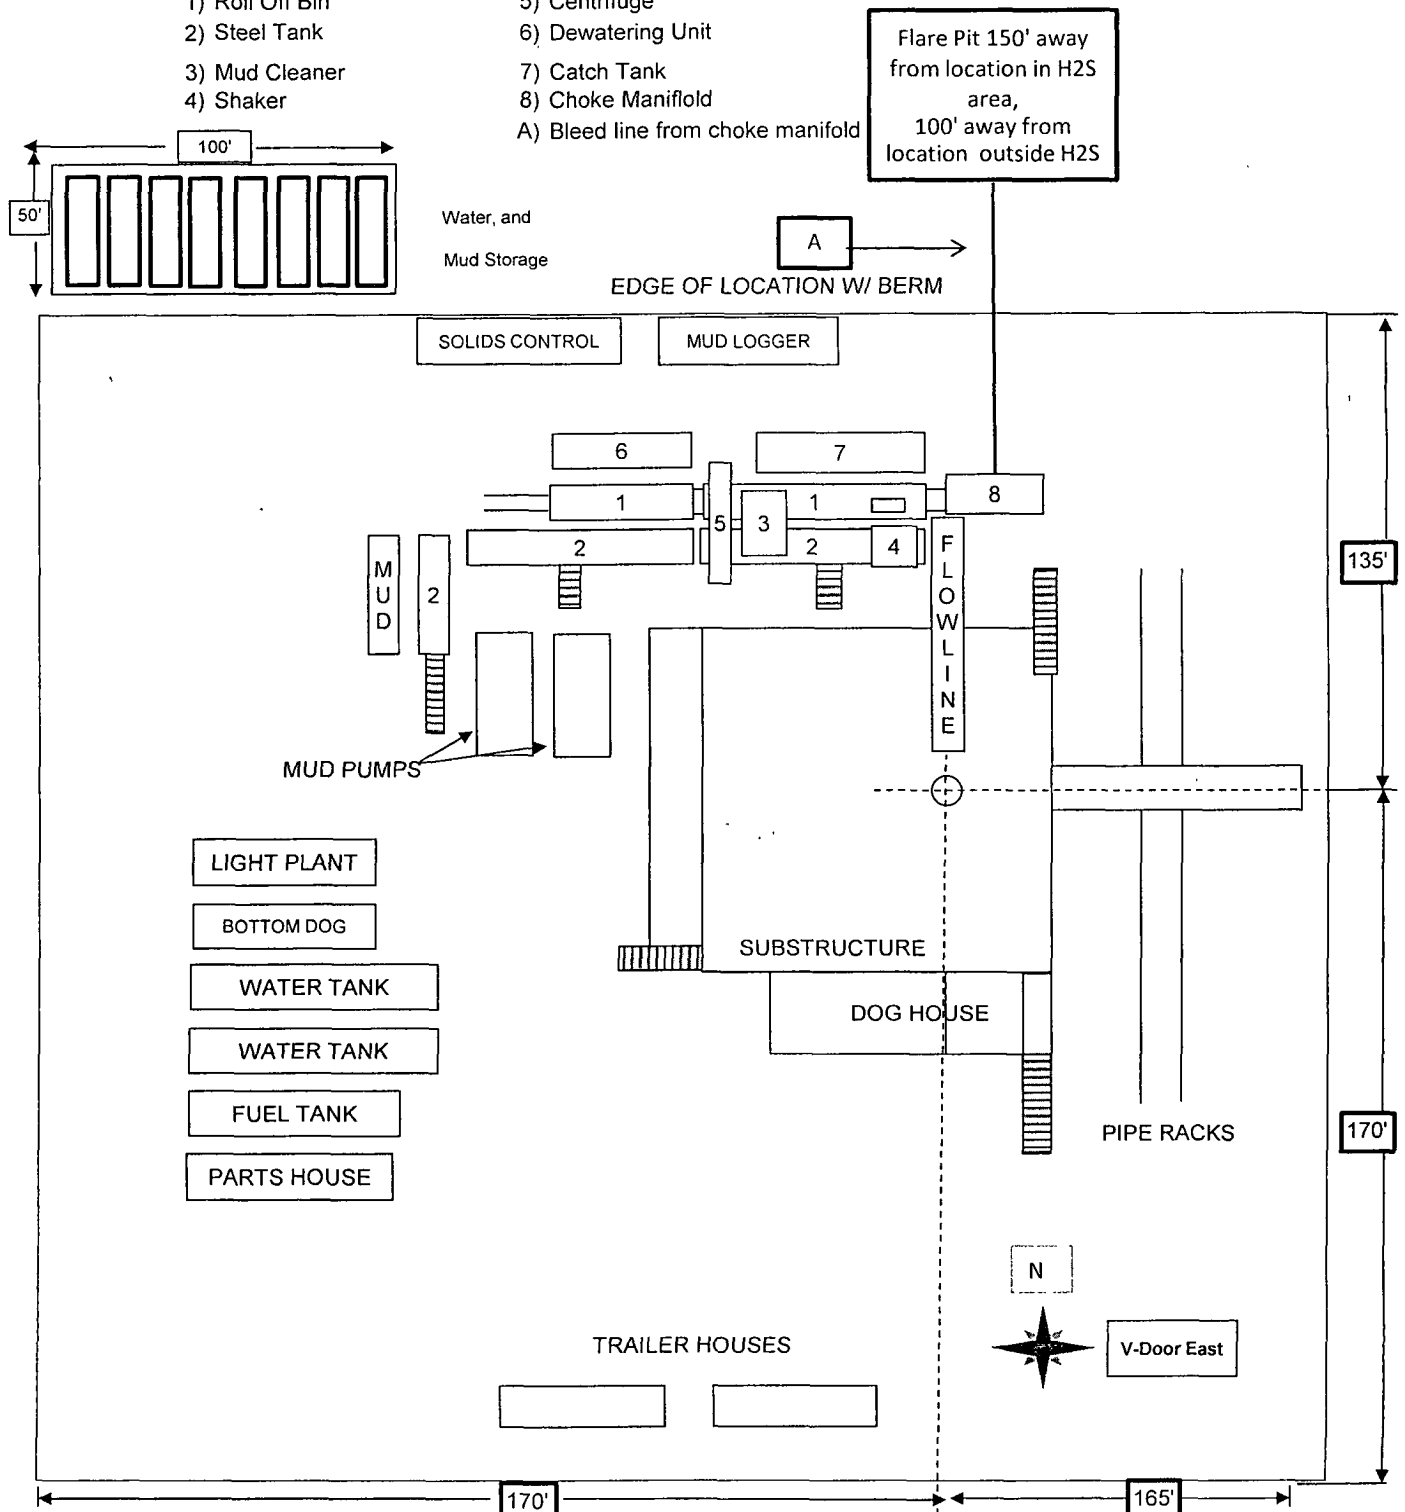 1) Roll Off Bin
2) Steel Tank
3) Mud Cleaner
4) Shaker
5) Centrifuge
6) Dewatering Unit
7) Catch Tank
8) Choke Maniflold
A) Bleed line from choke manifold
Flare Pit 150' away
from location in H2S
area,
100' away from
location outside H2S
100'
50'
Water, and
Mud Storage
A
EDGE OF LOCATION W/ BERM
SOLIDS CONTROL
MUD LOGGER
6
7
1
1
8
5
3
2
2
4
MUD
2
FLOWLINE
135'
MUD PUMPS
LIGHT PLANT
BOTTOM DOG
WATER TANK
WATER TANK
FUEL TANK
PARTS HOUSE
SUBSTRUCTURE
DOG HOUSE
PIPE RACKS
170'
N
V-Door East
TRAILER HOUSES
170'
165'